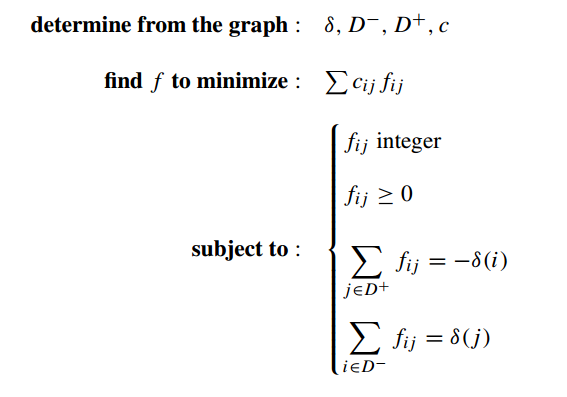 determine from the graph : δ, D⁻, D⁺, c
find f to minimize : ∑ cᵢⱼ fᵢⱼ
subject to :
fᵢⱼ integer
fᵢⱼ ≥ 0
∑_{j∈D⁺} fᵢⱼ = −δ(i)
∑_{i∈D⁻} fᵢⱼ = δ(j)